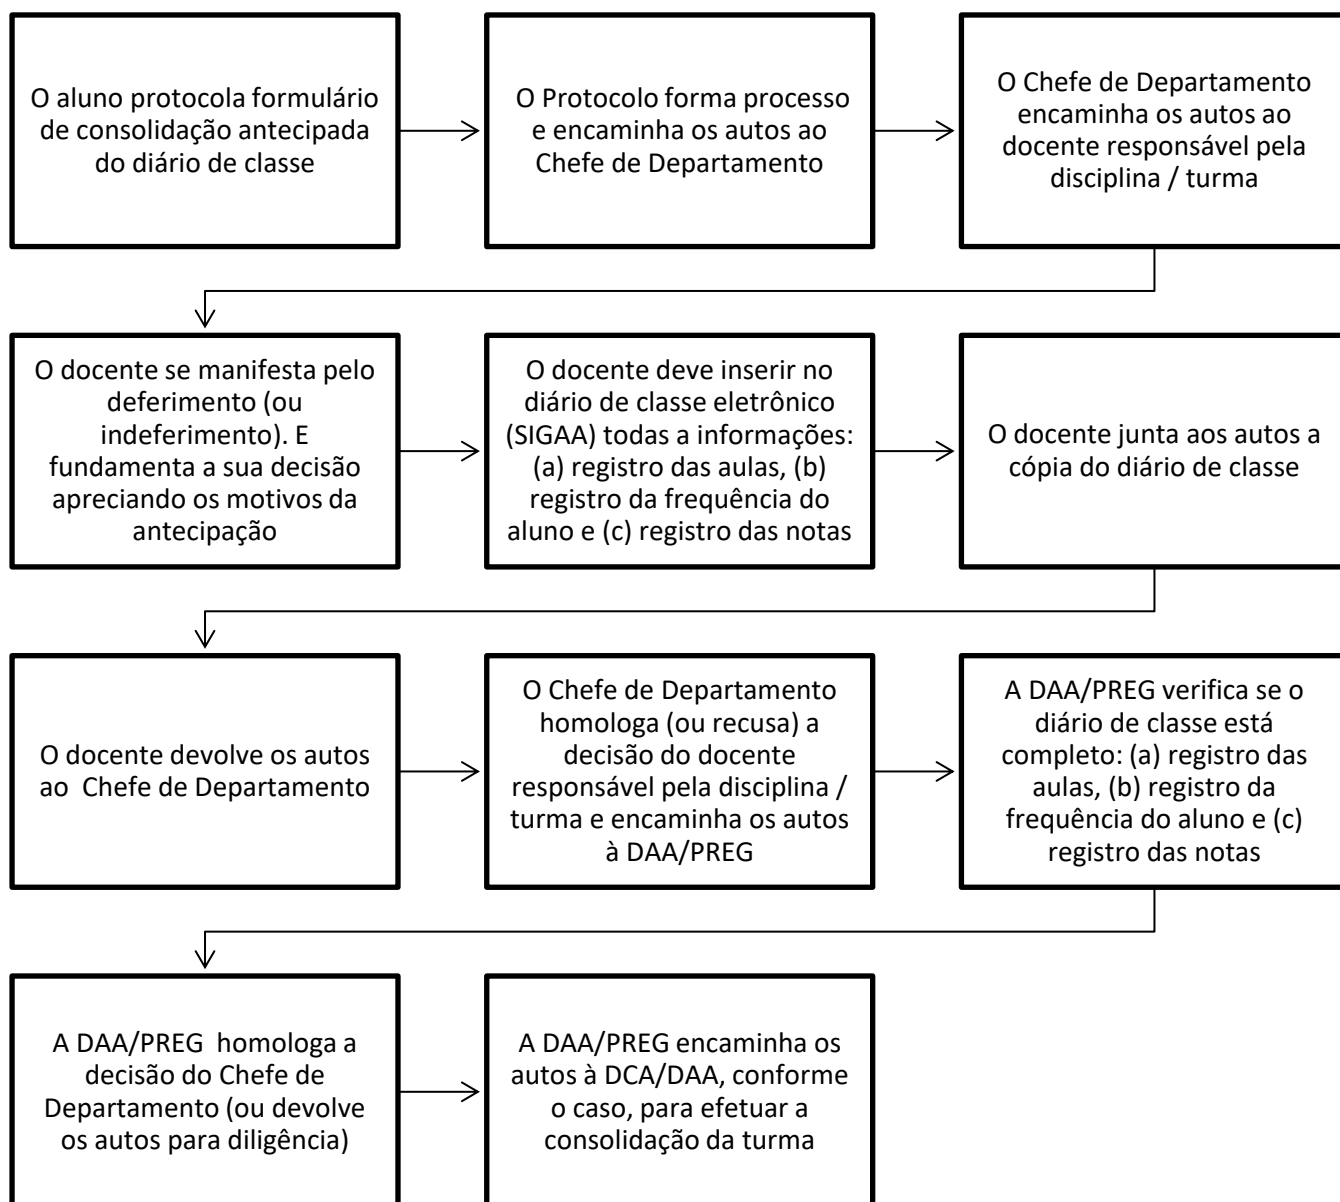 O aluno protocola formulário
de consolidação antecipada
do diário de classe
O Protocolo forma processo
e encaminha os autos ao
Chefe de Departamento
O Chefe de Departamento
encaminha os autos ao
docente responsável pela
disciplina / turma
O docente se manifesta pelo
deferimento (ou
indeferimento). E
fundamenta a sua decisão
apreciando os motivos da
antecipação
O docente deve inserir no
diário de classe eletrônico
(SIGAA) todas a informações:
(a) registro das aulas, (b)
registro da frequência do
aluno e (c) registro das notas
O docente junta aos autos a
cópia do diário de classe
O docente devolve os autos
ao Chefe de Departamento
O Chefe de Departamento
homologa (ou recusa) a
decisão do docente
responsável pela disciplina /
turma e encaminha os autos
à DAA/PREG
A DAA/PREG verifica se o
diário de classe está
completo: (a) registro das
aulas, (b) registro da
frequência do aluno e (c)
registro das notas
A DAA/PREG homologa a
decisão do Chefe de
Departamento (ou devolve
os autos para diligência)
A DAA/PREG encaminha os
autos à DCA/DAA, conforme
o caso, para efetuar a
consolidação da turma